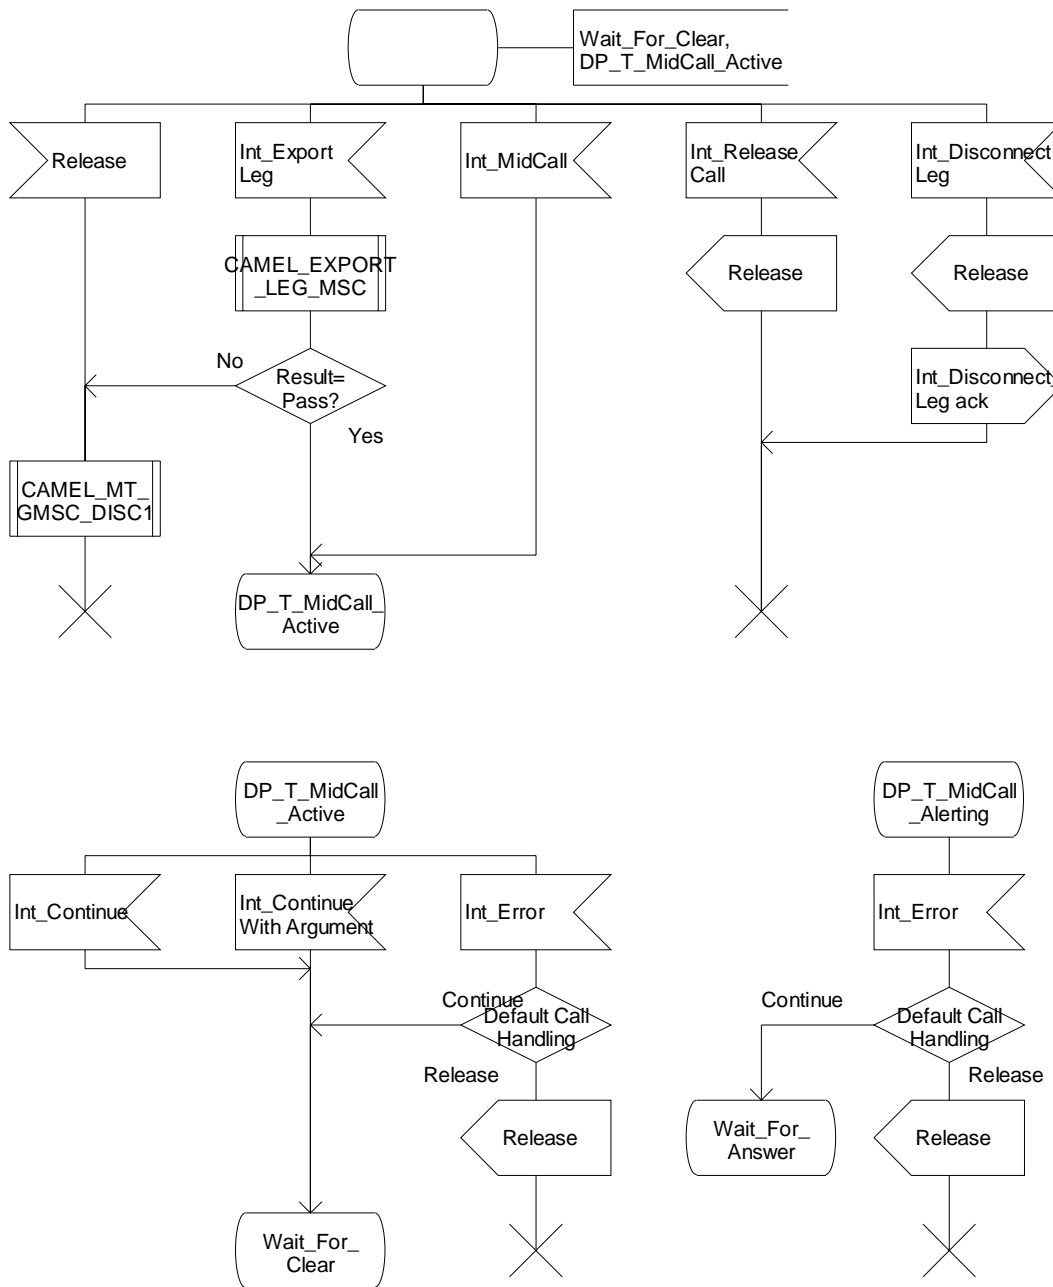 Wait_For_Clear,
DP_T_MidCall_Active
Release
Int_Export
Leg
Int_MidCall
Int_Release
Call
Int_Disconnect
Leg
CAMEL_EXPORT
_LEG_MSC
Release
Release
No
Result=
Pass?
Yes
Int_Disconnect_
Leg ack
CAMEL_MT_
GMSC_DISC1
DP_T_MidCall_
Active
DP_T_MidCall
_Active
DP_T_MidCall
_Alerting
Int_Continue
Int_Continue
With Argument
Int_Error
Int_Error
Continue
Default Call
Handling
Continue
Default Call
Handling
Release
Release
Release
Wait_For_
Answer
Release
Wait_For_
Clear